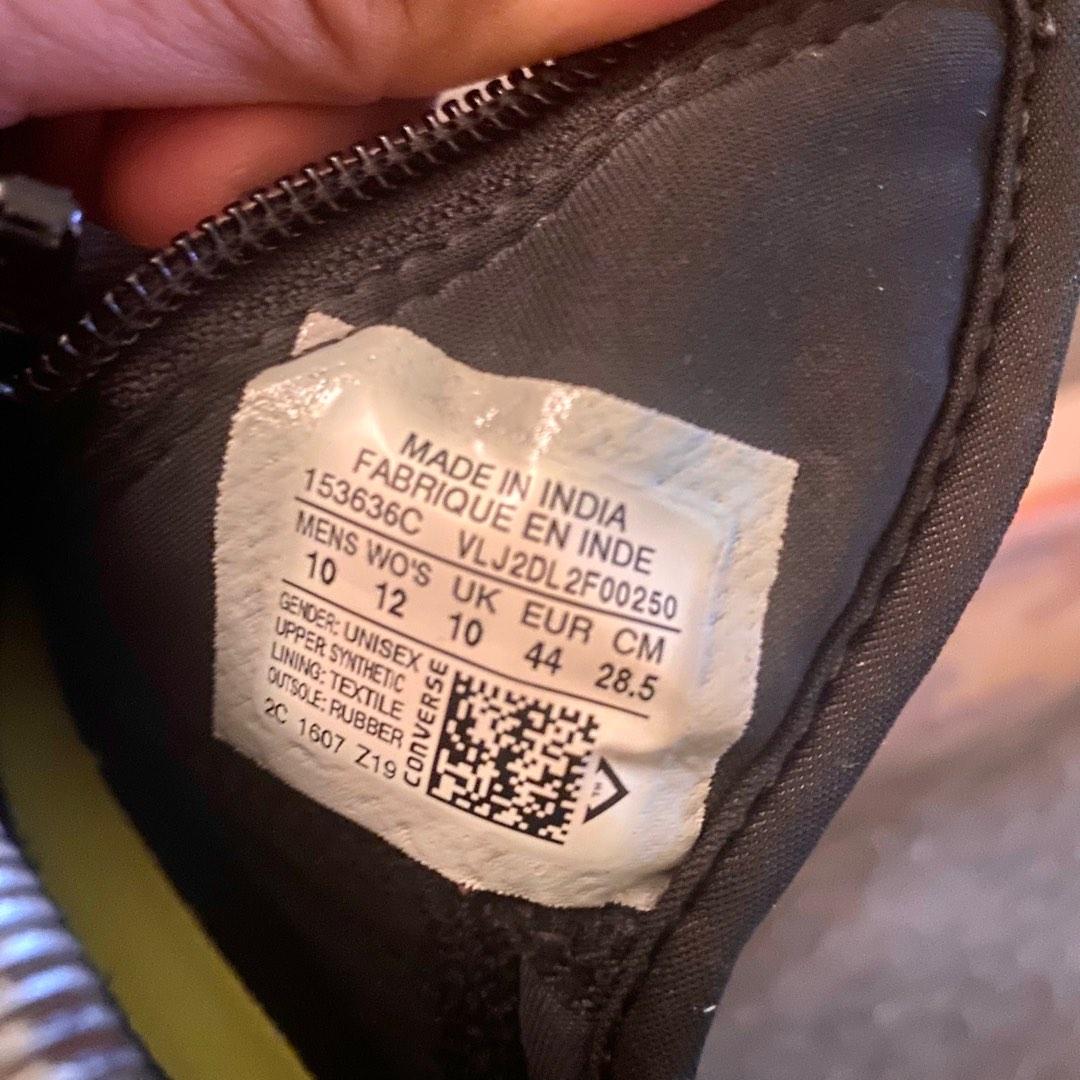 MADE IN INDIA
FABRIQUE EN INDE
153636C VLJ2DL2F00250
MENS WO'S UK EUR CM
10 12 10 44 28.5
GENDER: UNISEX
UPPER SYNTHETIC
LINING: TEXTILE
OUTSOLE: RUBBER
2C 1607 Z19
CONVERSE
TM